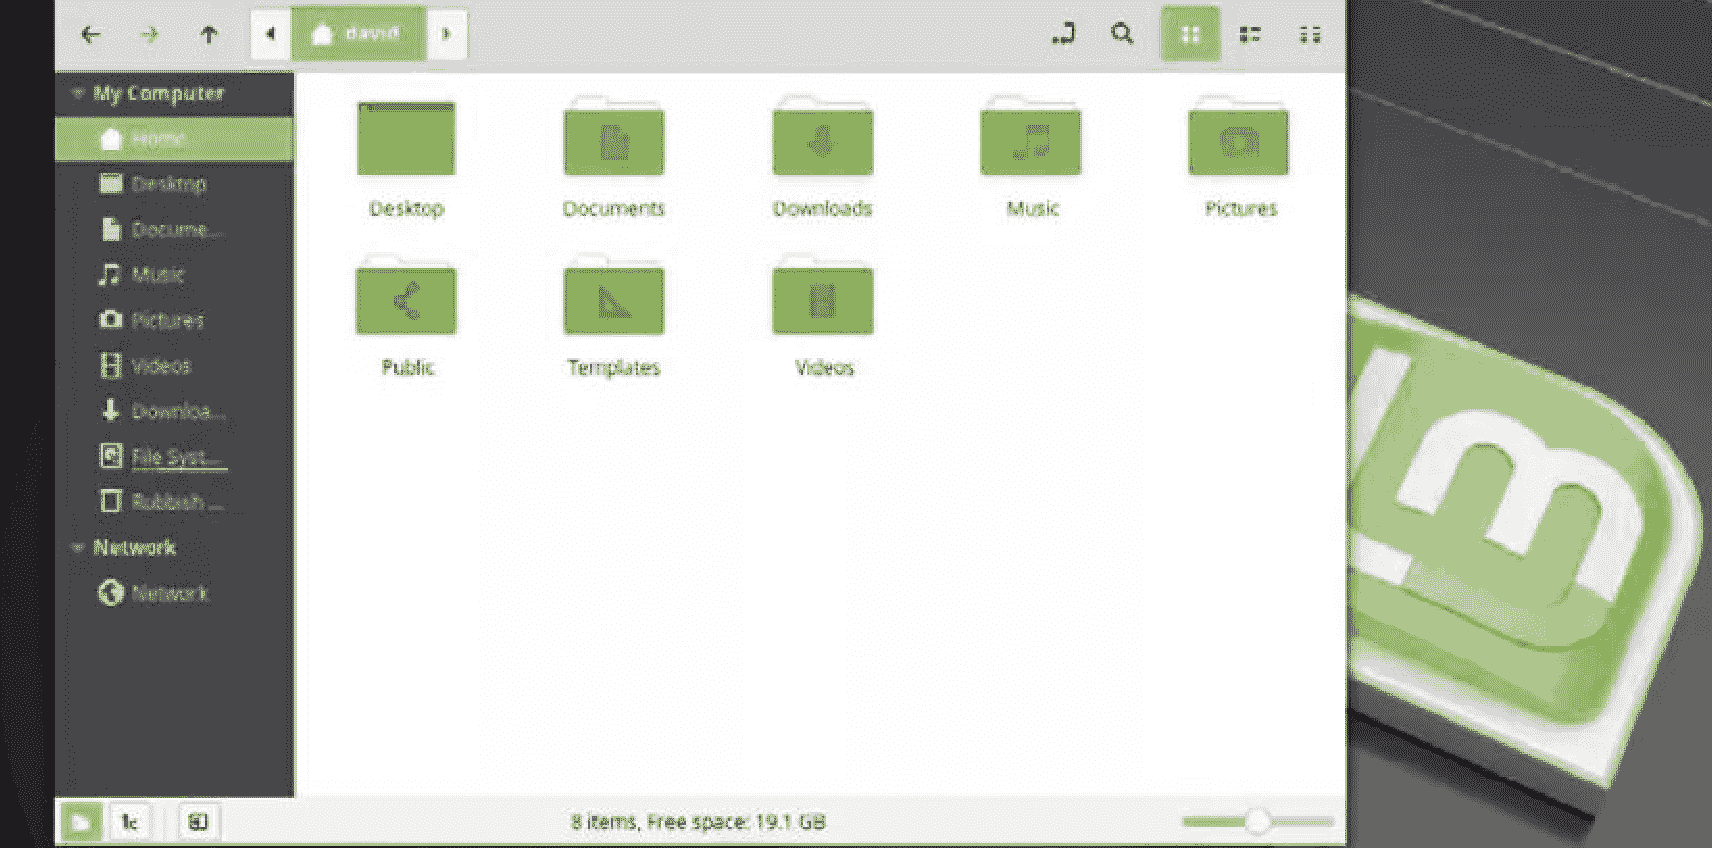 david
My Computer
Home
Desktop
Docume...
Music
Pictures
Videos
Downloa...
File Syst...
Rubbish ...
Network
Network
Desktop
Documents
Downloads
Music
Pictures
Public
Templates
Videos
8 items, Free space: 19.1 GB